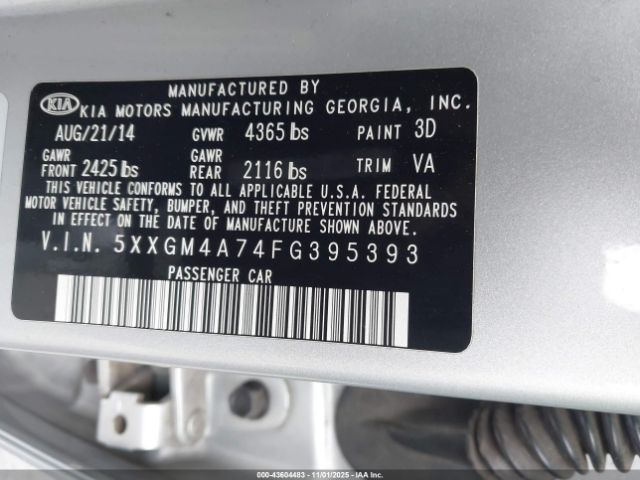 MANUFACTURED BY
KIA KIA MOTORS MANUFACTURING GEORGIA, INC.
AUG/21/14 GVWR 4365 lbs PAINT 3D
GAWR FRONT 2425 lbs GAWR REAR 2116 lbs TRIM VA
THIS VEHICLE CONFORMS TO ALL APPLICABLE U.S.A. FEDERAL
MOTOR VEHICLE SAFETY, BUMPER, AND THEFT PREVENTION STANDARDS
IN EFFECT ON THE DATE OF MANUFACTURE SHOWN ABOVE.
V.I.N. 5XXGM4A74FG395393
PASSENGER CAR
000-43604483 - 11/01/2025 - IAAI.COM